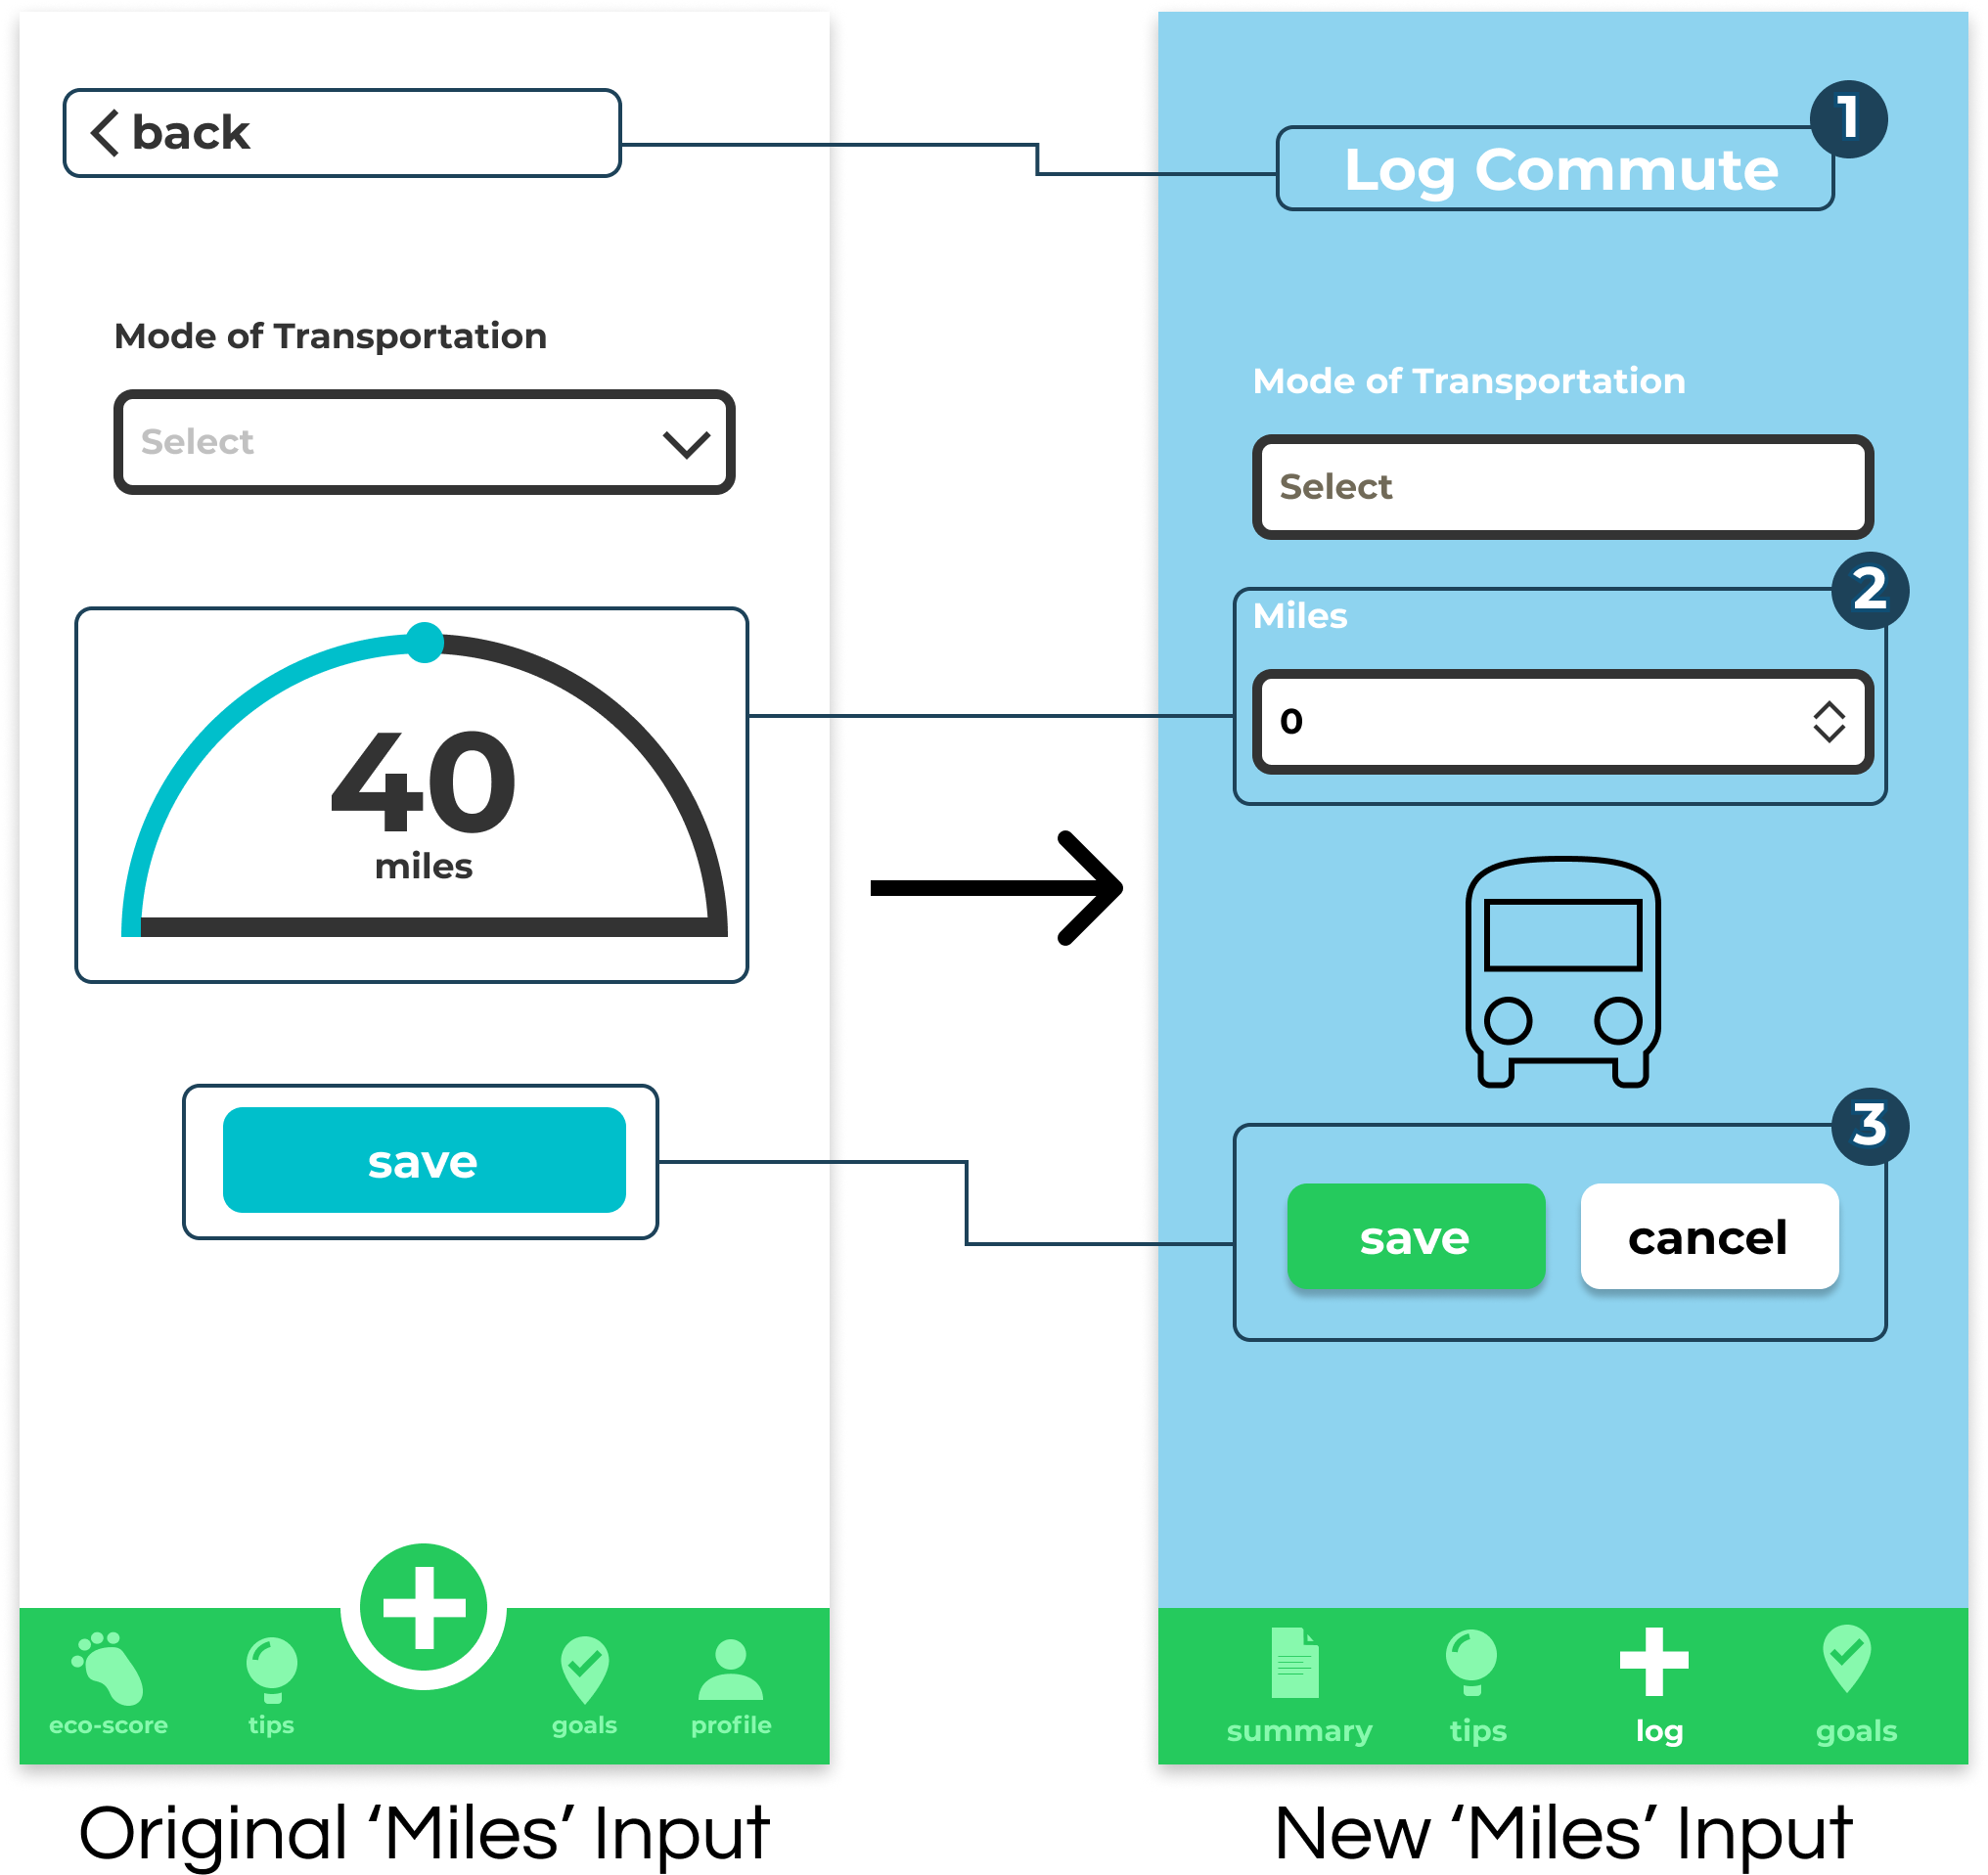 back
Mode of Transportation
Select
40
miles
save
eco-score
tips
goals
profile
Original ‘Miles’ Input
1
Log Commute
Mode of Transportation
Select
2
Miles
0
3
save
cancel
summary
tips
log
goals
New ‘Miles’ Input